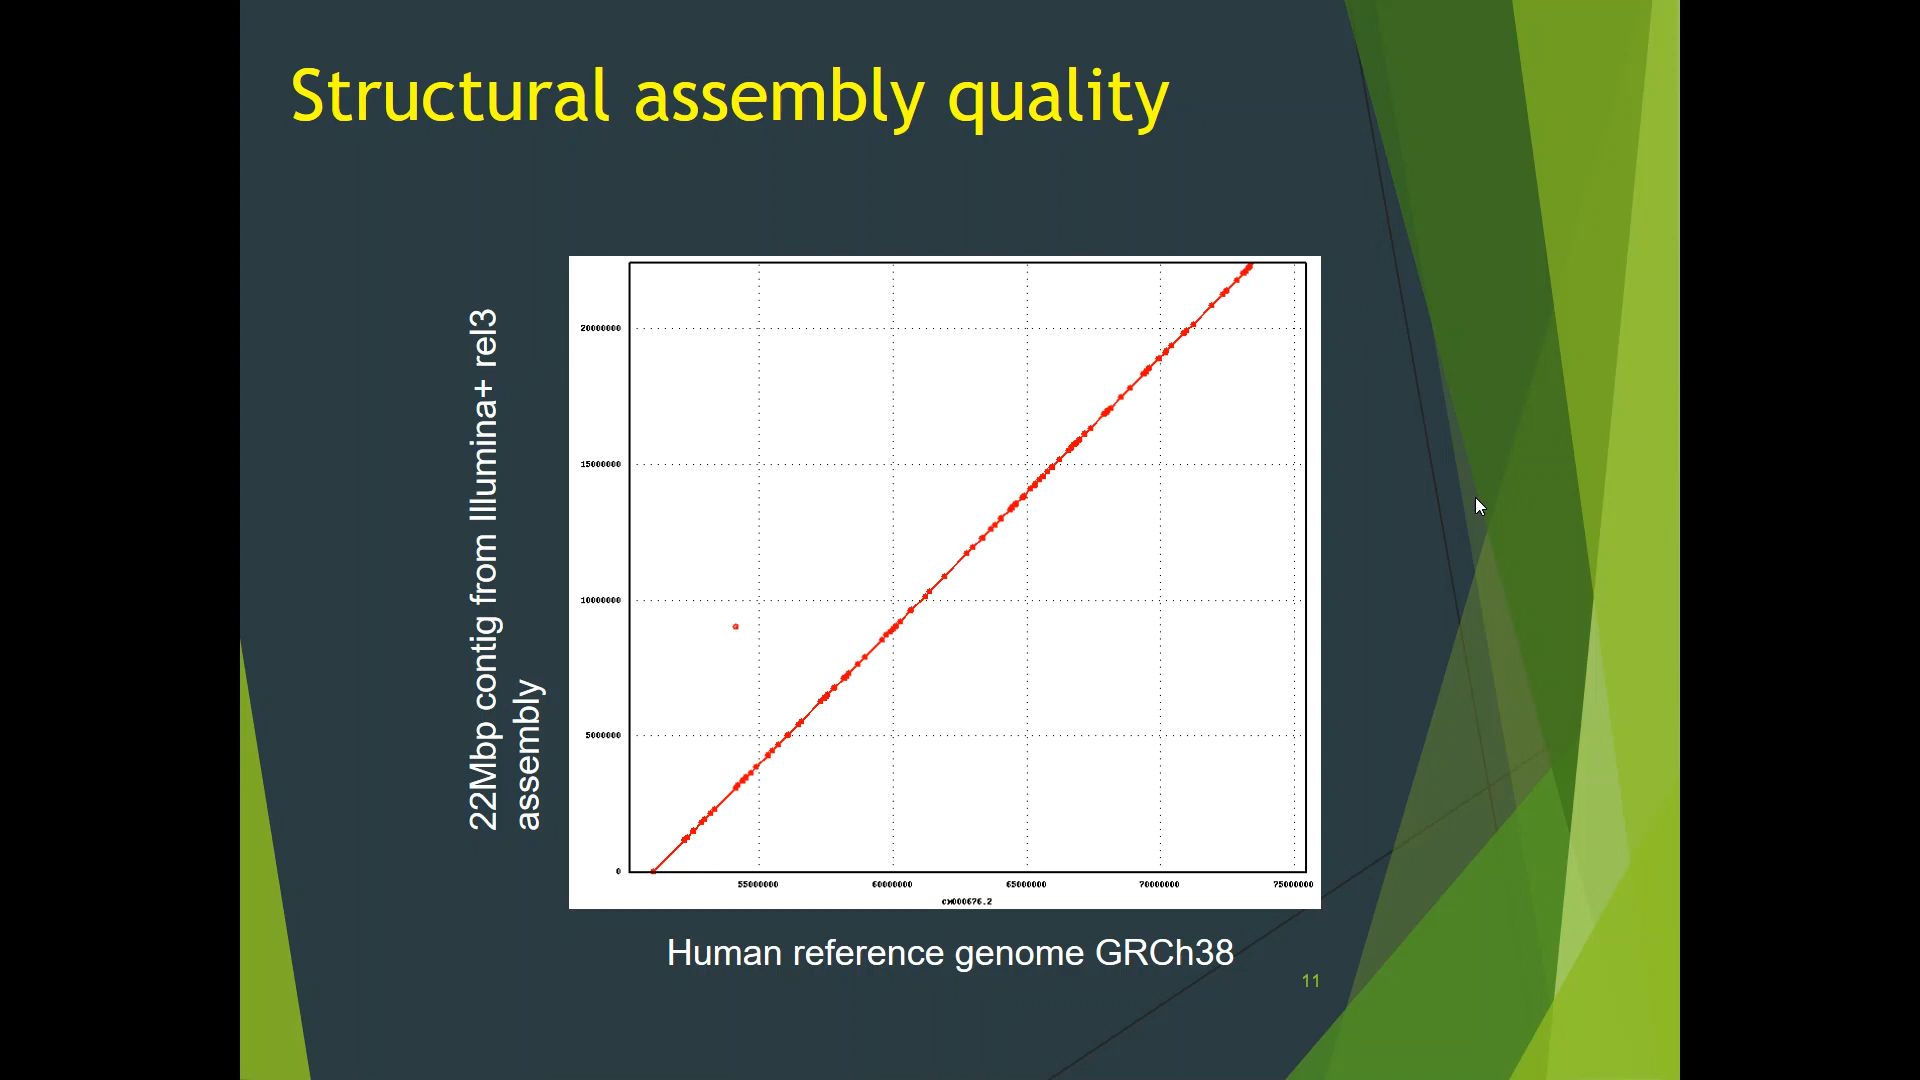 Structural assembly quality
22Mbp contig from Illumina+ rel3
assembly
20000000
15000000
10000000
5000000
0
55000000
60000000
65000000
70000000
75000000
CM000676.2
Human reference genome GRCh38
11